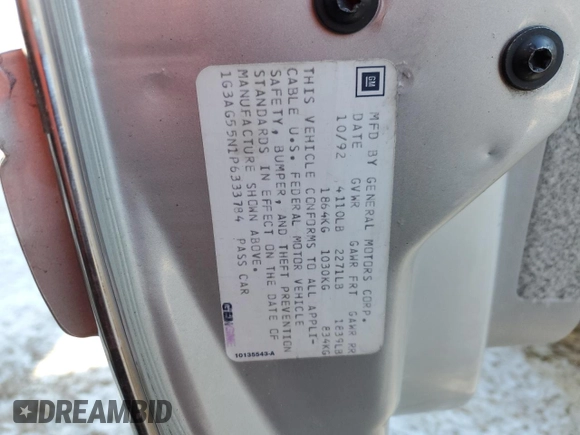 GM
MFD BY GENERAL MOTORS CORP.
DATE GVWR GAWR FRT GAWR RR
10/92 4110LB 2271LB 1839LB
1864KG 1030KG 834KG
THIS VEHICLE CONFORMS TO ALL APPLI-
CABLE U.S. FEDERAL MOTOR VEHICLE
SAFETY, BUMPER, AND THEFT PREVENTION
STANDARDS IN EFFECT ON THE DATE OF
MANUFACTURE SHOWN ABOVE.
1G3AG55N1P6333784 PASS CAR
10135543-A
DREAMBID